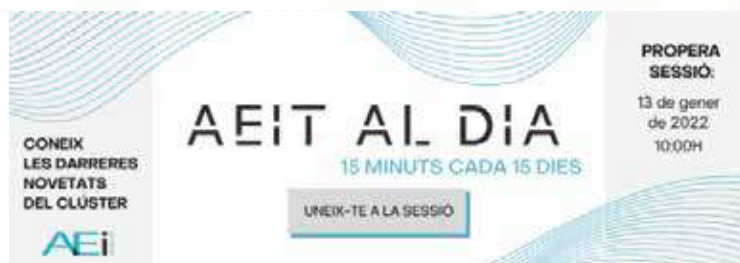 CONEIX
LES DARRERES
NOVETATS
DEL CLÚSTER
AEi
AEIT AL DIA
15 MINUTS CADA 15 DIES
UNEIX-TE A LA SESSIÓ
PROPERA
SESSIÓ:
13 de gener
de 2022
10:00H